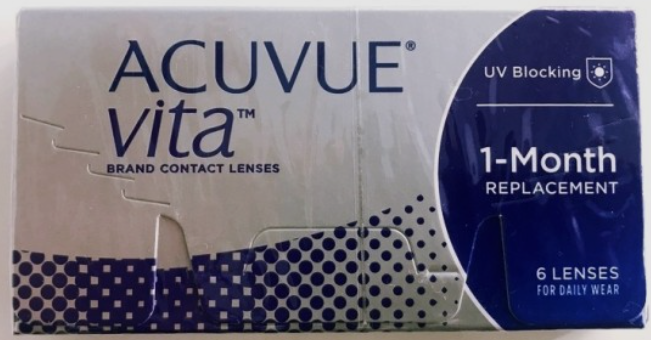 ACUVUE®
vita™
BRAND CONTACT LENSES
UV Blocking
1-Month
REPLACEMENT
6 LENSES
FOR DAILY WEAR